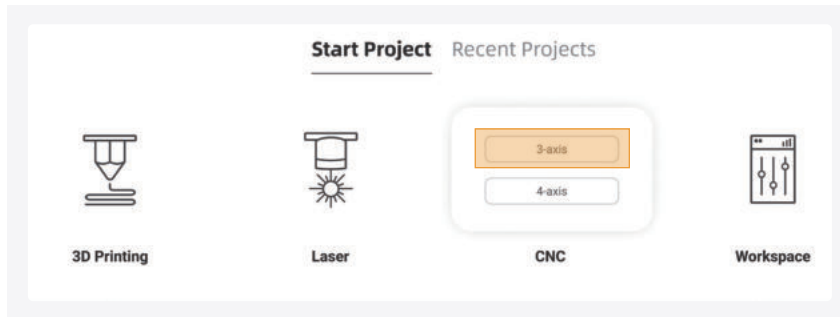 Start Project Recent Projects
3-axis
4-axis
3D Printing Laser CNC Workspace